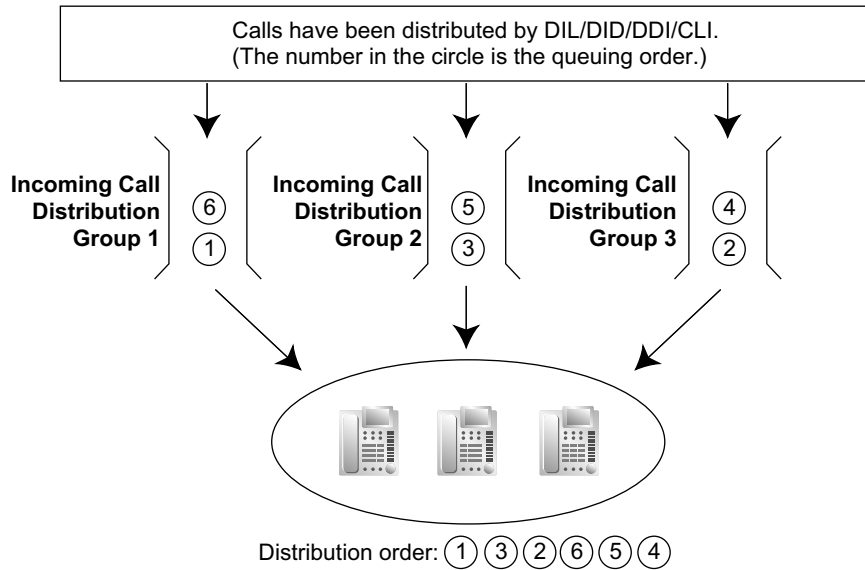 Calls have been distributed by DIL/DID/DDI/CLI.
(The number in the circle is the queuing order.)
Incoming Call
Distribution
Group 1
6
1
Incoming Call
Distribution
Group 2
5
3
Incoming Call
Distribution
Group 3
4
2
Distribution order: 1 3 2 6 5 4